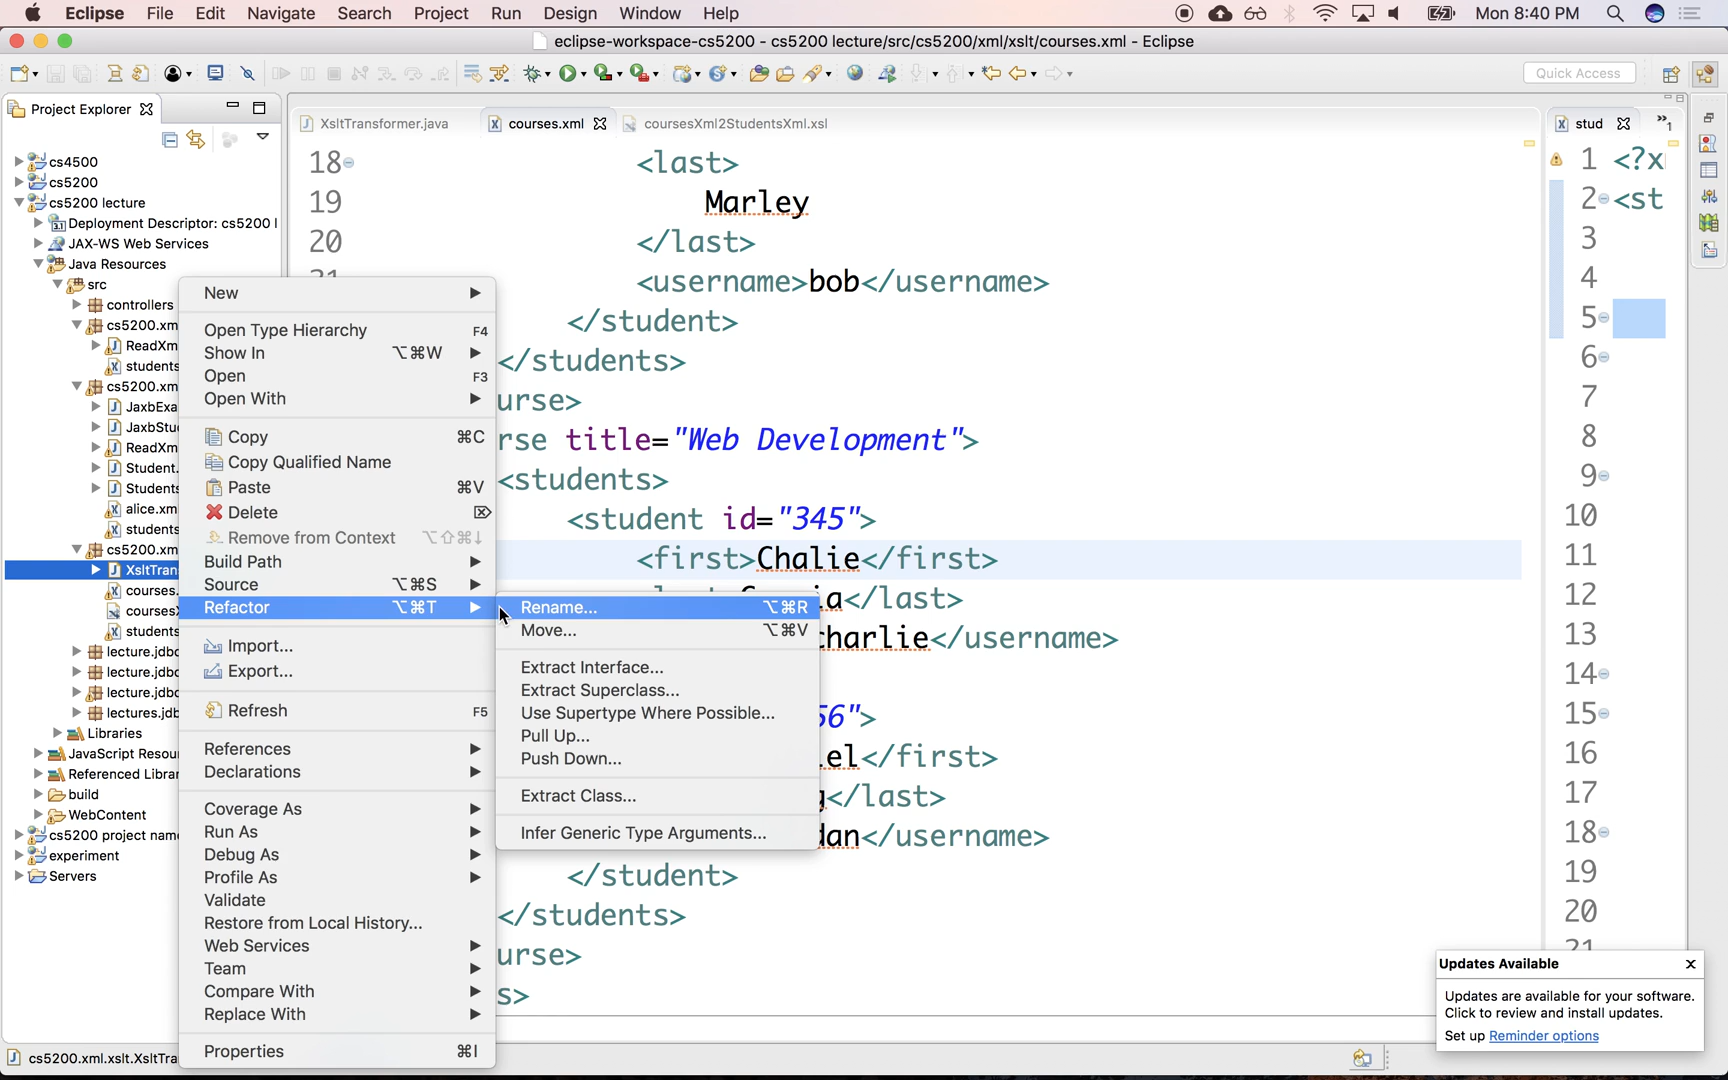 Eclipse File Edit Navigate Search Project Run Design Window Help Mon 8:40 PM
eclipse-workspace-cs5200 - cs5200 lecture/src/cs5200/xml/xslt/courses.xml - Eclipse
Quick Access
Project Explorer
XsltTransformer.java
courses.xml
coursesXml2StudentsXml.xsl
stud
»1
cs4500
cs5200
cs5200 lecture
Deployment Descriptor: cs5200 l
JAX-WS Web Services
Java Resources
src
controllers
cs5200.xm
ReadXm
students
cs5200.xm
JaxbExa
JaxbStu
ReadXm
Student.
Students
alice.xm
students
cs5200.xm
XsltTran
courses.
courses
students
lecture.jdbc
lecture.jdbc
lecture.jdbc
lectures.jdb
Libraries
JavaScript Resou
Referenced Librar
build
WebContent
cs5200 project nam
experiment
Servers
New
Open Type Hierarchy F4
Show In ⌥⌘W
Open F3
Open With
Copy ⌘C
Copy Qualified Name
Paste ⌘V
Delete ⌦
Remove from Context ⌥⇧⌘↓
Build Path
Source ⌥⌘S
Refactor ⌥⌘T
Import...
Export...
Refresh F5
References
Declarations
Coverage As
Run As
Debug As
Profile As
Validate
Restore from Local History...
Web Services
Team
Compare With
Replace With
Properties ⌘I
Rename... ⌥⌘R
Move... ⌥⌘V
Extract Interface...
Extract Superclass...
Use Supertype Where Possible...
Pull Up...
Push Down...
Extract Class...
Infer Generic Type Arguments...
18 <last>
19 Marley
20 </last>
<username>bob</username>
</student>
</students>
urse>
rse title="Web Development">
<students>
<student id="345">
<first>Chalie</first>
a</last>
charlie</username>
56">
el</first>
g</last>
dan</username>
</student>
</students>
urse>
s>
1 <?x
2 <st
3
4
5
6
7
8
9
10
11
12
13
14
15
16
17
18
19
20
21
Updates Available
Updates are available for your software.
Click to review and install updates.
Set up Reminder options
cs5200.xml.xslt.XsltTra